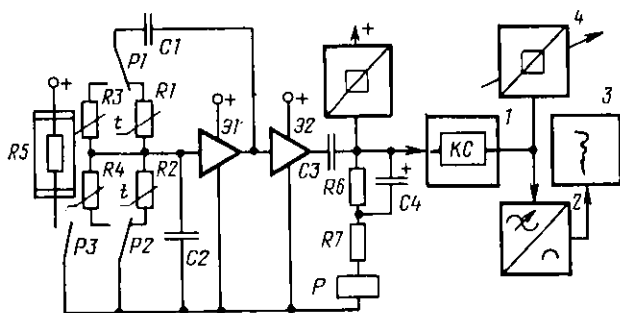 C1
P1
+
4
+
R3
t
R1
+
Э1
+
Э2
1
3
R5
R4
t
R2
C3
R6
+
C4
КС
2
P3
P2
C2
R7
P